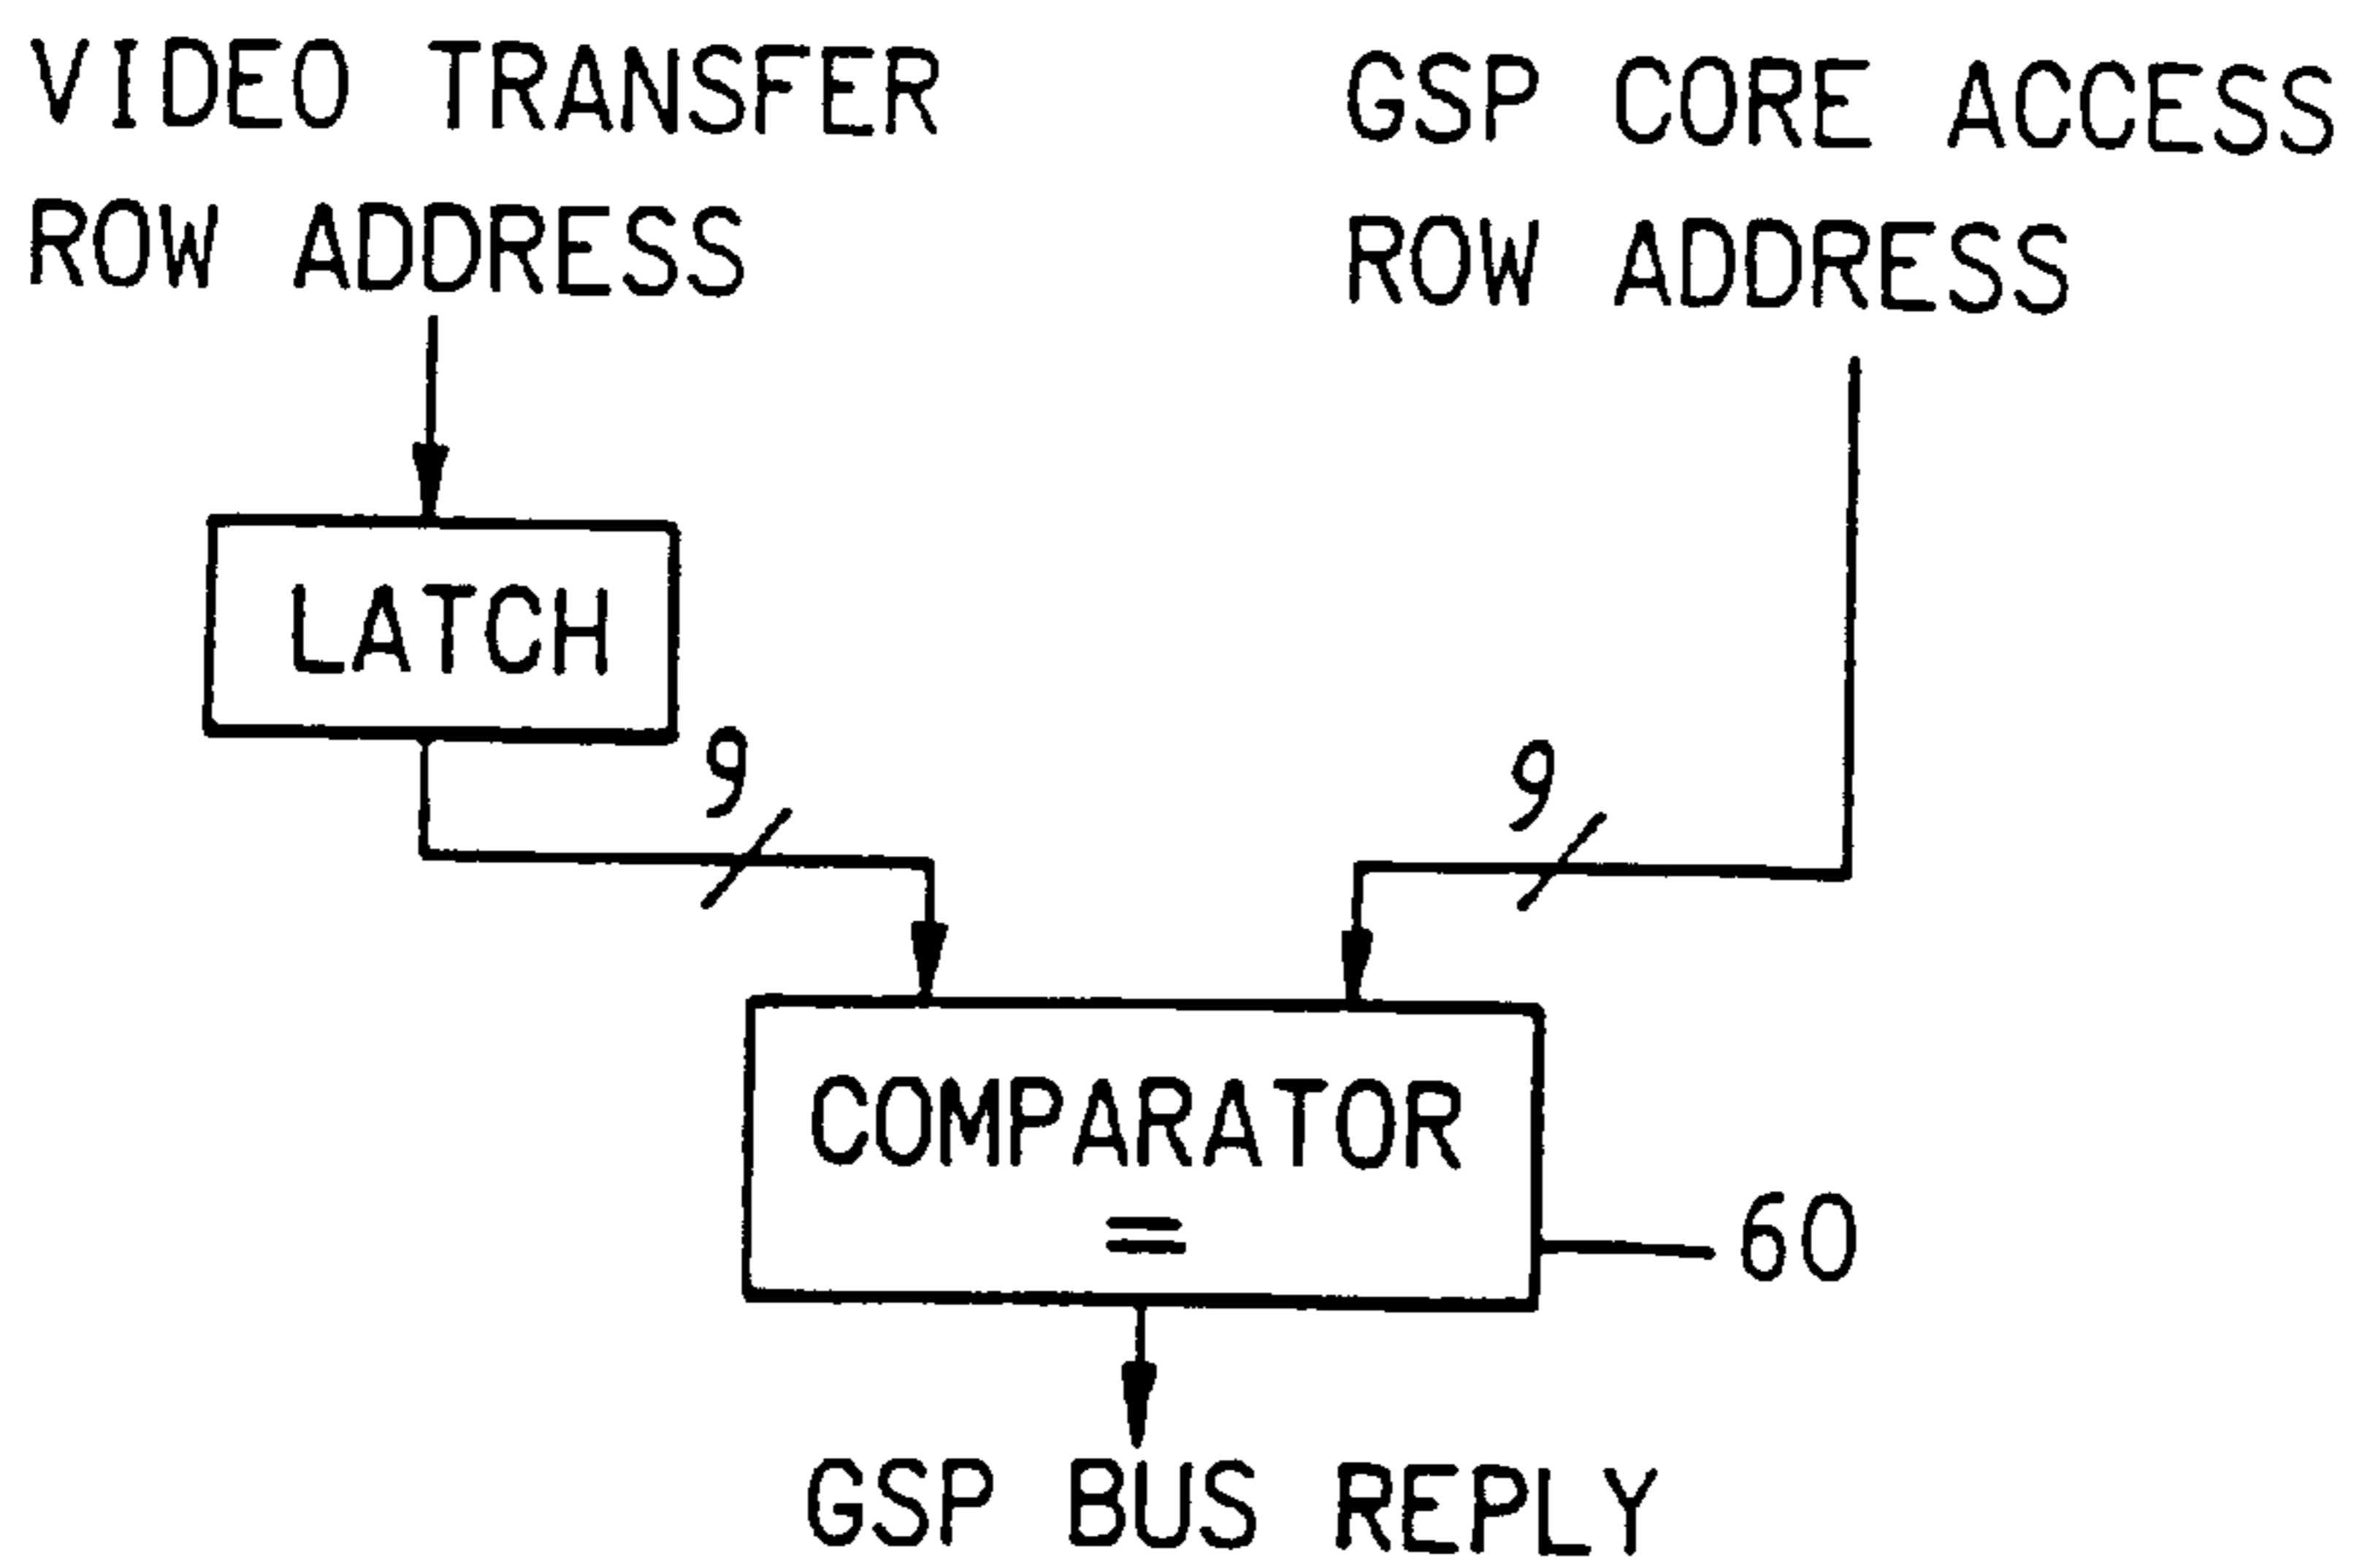 VIDEO TRANSFER
ROW ADDRESS
GSP CORE ACCESS
ROW ADDRESS
LATCH
9
9
COMPARATOR
=
60
GSP BUS REPLY